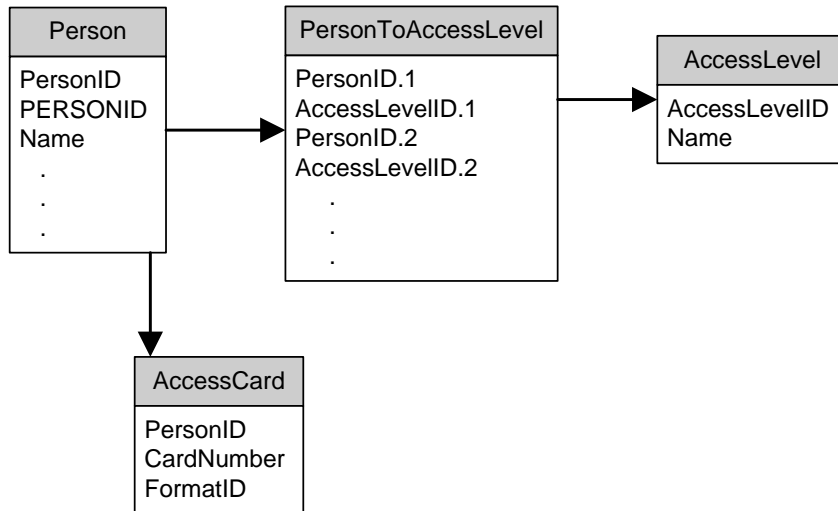 Person
PersonID
PERSONID
Name
.
.
.
PersonToAccessLevel
PersonID.1
AccessLevelID.1
PersonID.2
AccessLevelID.2
.
.
.
AccessLevel
AccessLevelID
Name
AccessCard
PersonID
CardNumber
FormatID